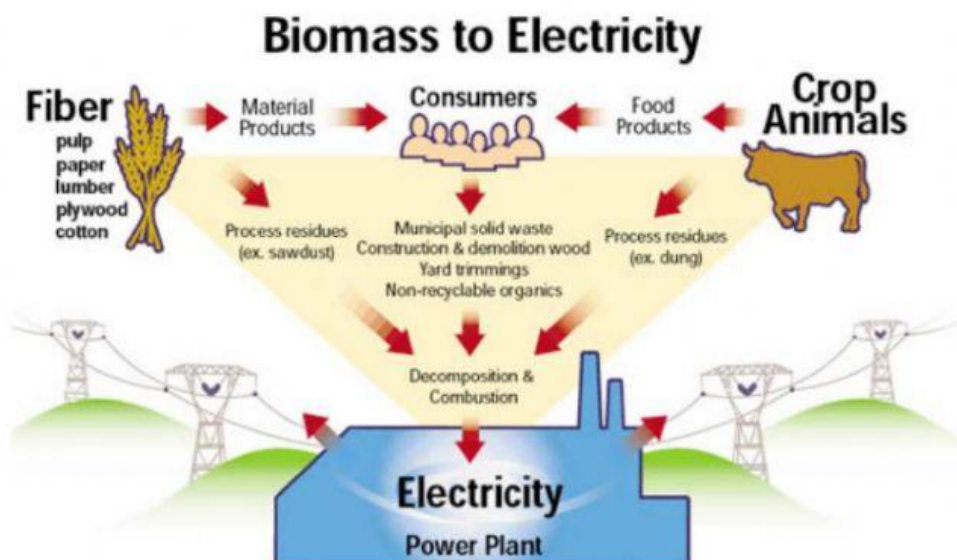 Biomass to Electricity
Fiber
pulp
paper
lumber
plywood
cotton
Material
Products
Consumers
Food
Products
Crop
Animals
Process residues
(ex. sawdust)
Municipal solid waste
Construction & demolition wood
Yard trimmings
Non-recyclable organics
Process residues
(ex. dung)
Decomposition &
Combustion
Electricity
Power Plant